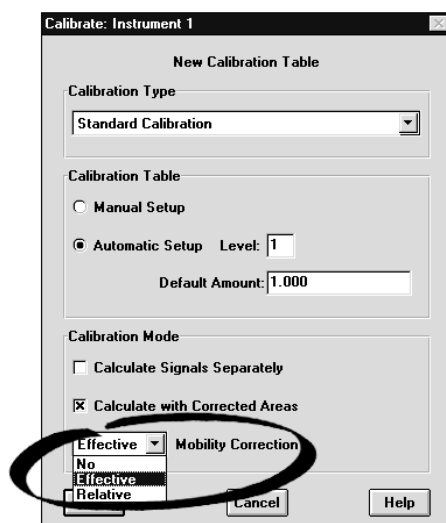 Calibrate: Instrument 1
New Calibration Table
Calibration Type
Standard Calibration
Calibration Table
Manual Setup
Automatic Setup Level: 1
Default Amount: 1.000
Calibration Mode
Calculate Signals Separately
Calculate with Corrected Areas
Effective Mobility Correction
No
Effective
Relative
Cancel
Help